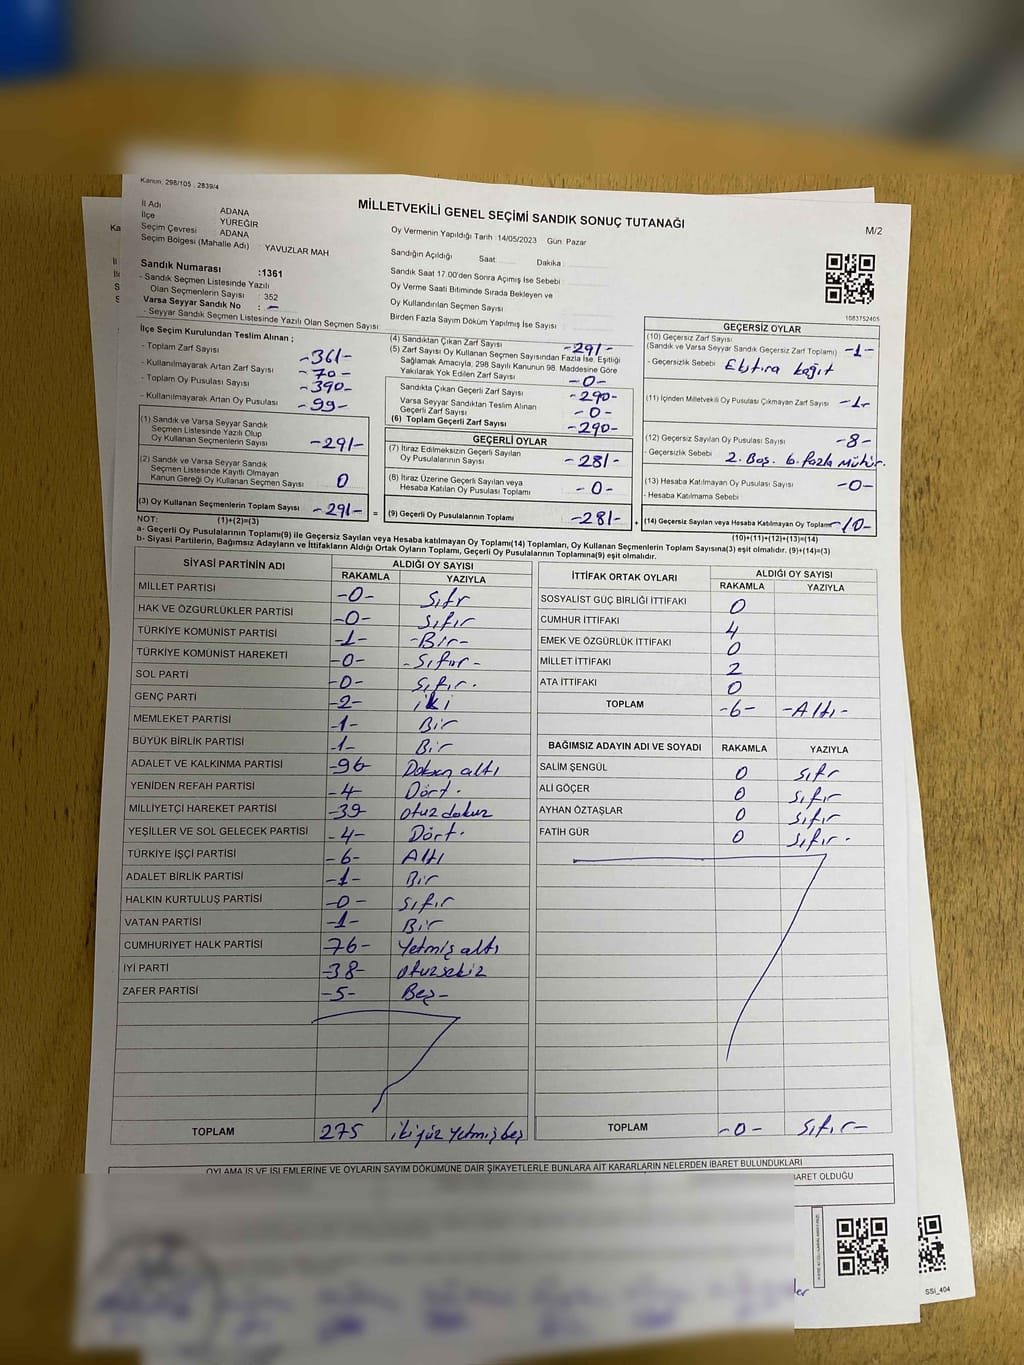 Kanun: 298/105 , 2839/4
MİLLETVEKİLİ GENEL SEÇİMİ SANDIK SONUÇ TUTANAĞI
M/2
İl Adı ADANA
İlçe YÜREĞİR
Seçim Çevresi ADANA
Seçim Bölgesi (Mahalle Adı) YAVUZLAR MAH
Sandık Numarası :1361
- Sandık Seçmen Listesinde Yazılı
Olan Seçmenlerin Sayısı : 352
Varsa Seyyar Sandık No : -
- Seyyar Sandık Seçmen Listesinde Yazılı Olan Seçmen Sayısı
Oy Vermenin Yapıldığı Tarih :14/05/2023 Gün: Pazar
Sandığın Açıldığı Saat Dakika
Sandık Saat 17.00'den Sonra Açımış İse Sebebi
Oy Verme Saati Bitiminde Sırada Bekleyen ve
Oy Kullandırılan Seçmen Sayısı
Birden Fazla Sayım Döküm Yapılmış İse Sayısı
1083752405
İlçe Seçim Kurulundan Teslim Alınan ;
- Toplam Zarf Sayısı -361-
- Kullanılmayarak Artan Zarf Sayısı -70-
- Toplam Oy Pusulası Sayısı -390-
- Kullanılmayarak Artan Oy Pusulası -99-
(1) Sandık ve Varsa Seyyar Sandık
Seçmen Listesinde Yazılı Olup
Oy Kullanan Seçmenlerin Sayısı -291-
(2) Sandık ve Varsa Seyyar Sandık
Seçmen Listesinde Kayıtlı Olmayan
Kanun Gereği Oy Kullanan Seçmen Sayısı 0
(3) Oy Kullanan Seçmenlerin Toplam Sayısı -291- =
(4) Sandıktan Çıkan Zarf Sayısı -291-
(5) Zarf Sayısı Oy Kullanan Seçmen Sayısından Fazla İse, Eşitliği
Sağlamak Amacıyla, 298 Sayılı Kanunun 98. Maddesine Göre
Yakılarak Yok Edilen Zarf Sayısı -0-
Sandıkta Çıkan Geçerli Zarf Sayısı -290-
Varsa Seyyar Sandıktan Teslim Alınan
Geçerli Zarf Sayısı -0-
(6) Toplam Geçerli Zarf Sayısı -290-
GEÇERLİ OYLAR
(7) İtiraz Edilmeksizin Geçerli Sayılan
Oy Pusulalarının Sayısı -281-
(8) İtiraz Üzerine Geçerli Sayılan veya
Hesaba Katılan Oy Pusulası Toplamı -0-
(9) Geçerli Oy Pusulalarının Toplamı -281- +
GEÇERSİZ OYLAR
(10) Geçersiz Zarf Sayısı
(Sandık ve Varsa Seyyar Sandık Geçersiz Zarf Toplamı) -1-
- Geçersizlik Sebebi Ekstra kağıt
(11) İçinden Milletvekili Oy Pusulası Çıkmayan Zarf Sayısı -1-
(12) Geçersiz Sayılan Oy Pusulası Sayısı -8-
- Geçersizlik Sebebi 2. Boş. 6. fazla mühür.
(13) Hesaba Katılmayan Oy Pusulası Sayısı -0-
- Hesaba Katılmama Sebebi
(14) Geçersiz Sayılan veya Hesaba Katılmayan Oy Toplamı -10-
NOT: (1)+(2)=(3) (10)+(11)+(12)+(13)=(14)
a- Geçerli Oy Pusulalarının Toplamı(9) ile Geçersiz Sayılan veya Hesaba katılmayan Oy Toplamı(14) Toplamları, Oy Kullanan Seçmenlerin Toplam Sayısına(3) eşit olmalıdır. (9)+(14)=(3)
b- Siyasi Partilerin, Bağımsız Adayların ve İttifakların Aldığı Ortak Oyların Toplamı, Geçerli Oy Pusulalarının Toplamına(9) eşit olmalıdır.
SİYASİ PARTİNİN ADI ALDIĞI OY SAYISI
RAKAMLA YAZIYLA
MİLLET PARTİSİ -0- Sıfır
HAK VE ÖZGÜRLÜKLER PARTİSİ -0- Sıfır
TÜRKİYE KOMÜNİST PARTİSİ -1- -Bir-
TÜRKİYE KOMÜNİST HAREKETİ -0- -Sıfır-
SOL PARTİ -0- Sıfır.
GENÇ PARTİ -2- iki
MEMLEKET PARTİSİ -1- Bir
BÜYÜK BİRLİK PARTİSİ -1- Bir
ADALET VE KALKINMA PARTİSİ -96 Doksan altı
YENİDEN REFAH PARTİSİ -4- Dört.
MİLLİYETÇİ HAREKET PARTİSİ -39 otuz dokuz
YEŞİLLER VE SOL GELECEK PARTİSİ -4- Dört.
TÜRKİYE İŞÇİ PARTİSİ -6- Altı
ADALET BİRLİK PARTİSİ -1- Bir
HALKIN KURTULUŞ PARTİSİ -0- Sıfır
VATAN PARTİSİ -1- Bir
CUMHURİYET HALK PARTİSİ -76- Yetmiş altı
İYİ PARTİ -38- otuz sekiz
ZAFER PARTİSİ -5- Beş-
TOPLAM 275 iki yüz Yetmiş beş
İTTİFAK ORTAK OYLARI ALDIĞI OY SAYISI
RAKAMLA YAZIYLA
SOSYALİST GÜÇ BİRLİĞİ İTTİFAKI 0
CUMHUR İTTİFAKI 4
EMEK VE ÖZGÜRLÜK İTTİFAKI 0
MİLLET İTTİFAKI 2
ATA İTTİFAKI 0
TOPLAM -6- -Altı-
BAĞIMSIZ ADAYIN ADI VE SOYADI RAKAMLA YAZIYLA
SALİM ŞENGÜL 0 Sıfır
ALİ GÖÇER 0 Sıfır
AYHAN ÖZTAŞLAR 0 Sıfır
FATİH GÜR 0 Sıfır.
TOPLAM -0- Sıfır-
OYLAMA İŞ VE İŞLEMLERİNE VE OYLARIN SAYIM DÖKÜMÜNE DAİR ŞİKAYETLERLE BUNLARA AİT KARARLARIN NELERDEN İBARET BULUNDUKLARI
BARET OLDUĞU
SSİ_404